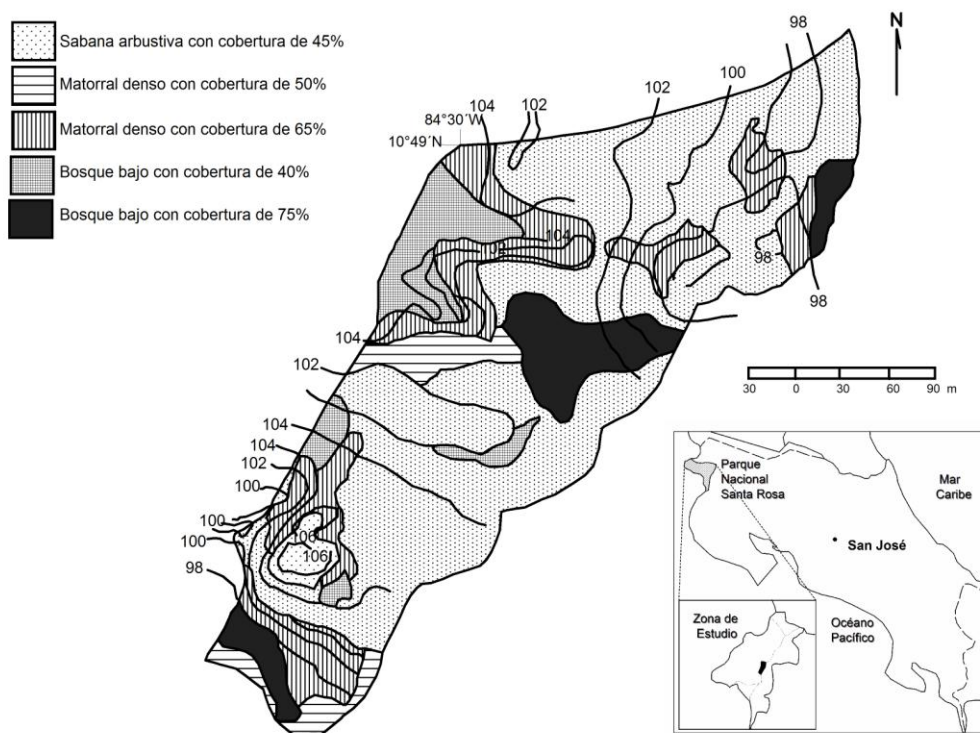 Sabana arbustiva con cobertura de 45%
Matorral denso con cobertura de 50%
Matorral denso con cobertura de 65%
Bosque bajo con cobertura de 40%
Bosque bajo con cobertura de 75%
98
N
100
102
104
102
84°30´W
10°49´N
104
98
98
104
102
104
104
102
100
100
100
98
106
106
30 0 30 60 90 m
Parque
Nacional
Santa Rosa
Mar
Caribe
San José
Zona de
Estudio
Océano
Pacífico